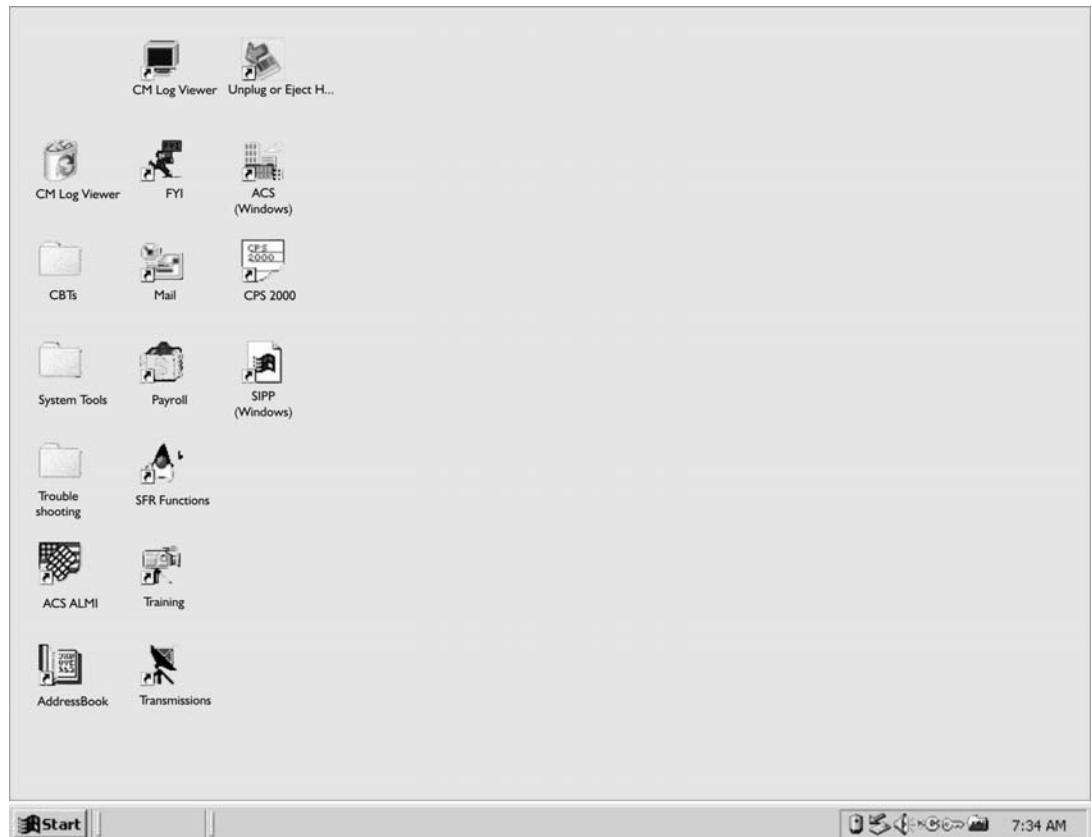 CM Log Viewer
Unplug or Eject H...
CM Log Viewer
FYI
ACS
(Windows)
CPS
2000
CBTs
Mail
CPS 2000
System Tools
Payroll
SIPP
(Windows)
Trouble
shooting
SFR Functions
ACS ALMI
Training
AddressBook
Transmissions
Start
7:34 AM